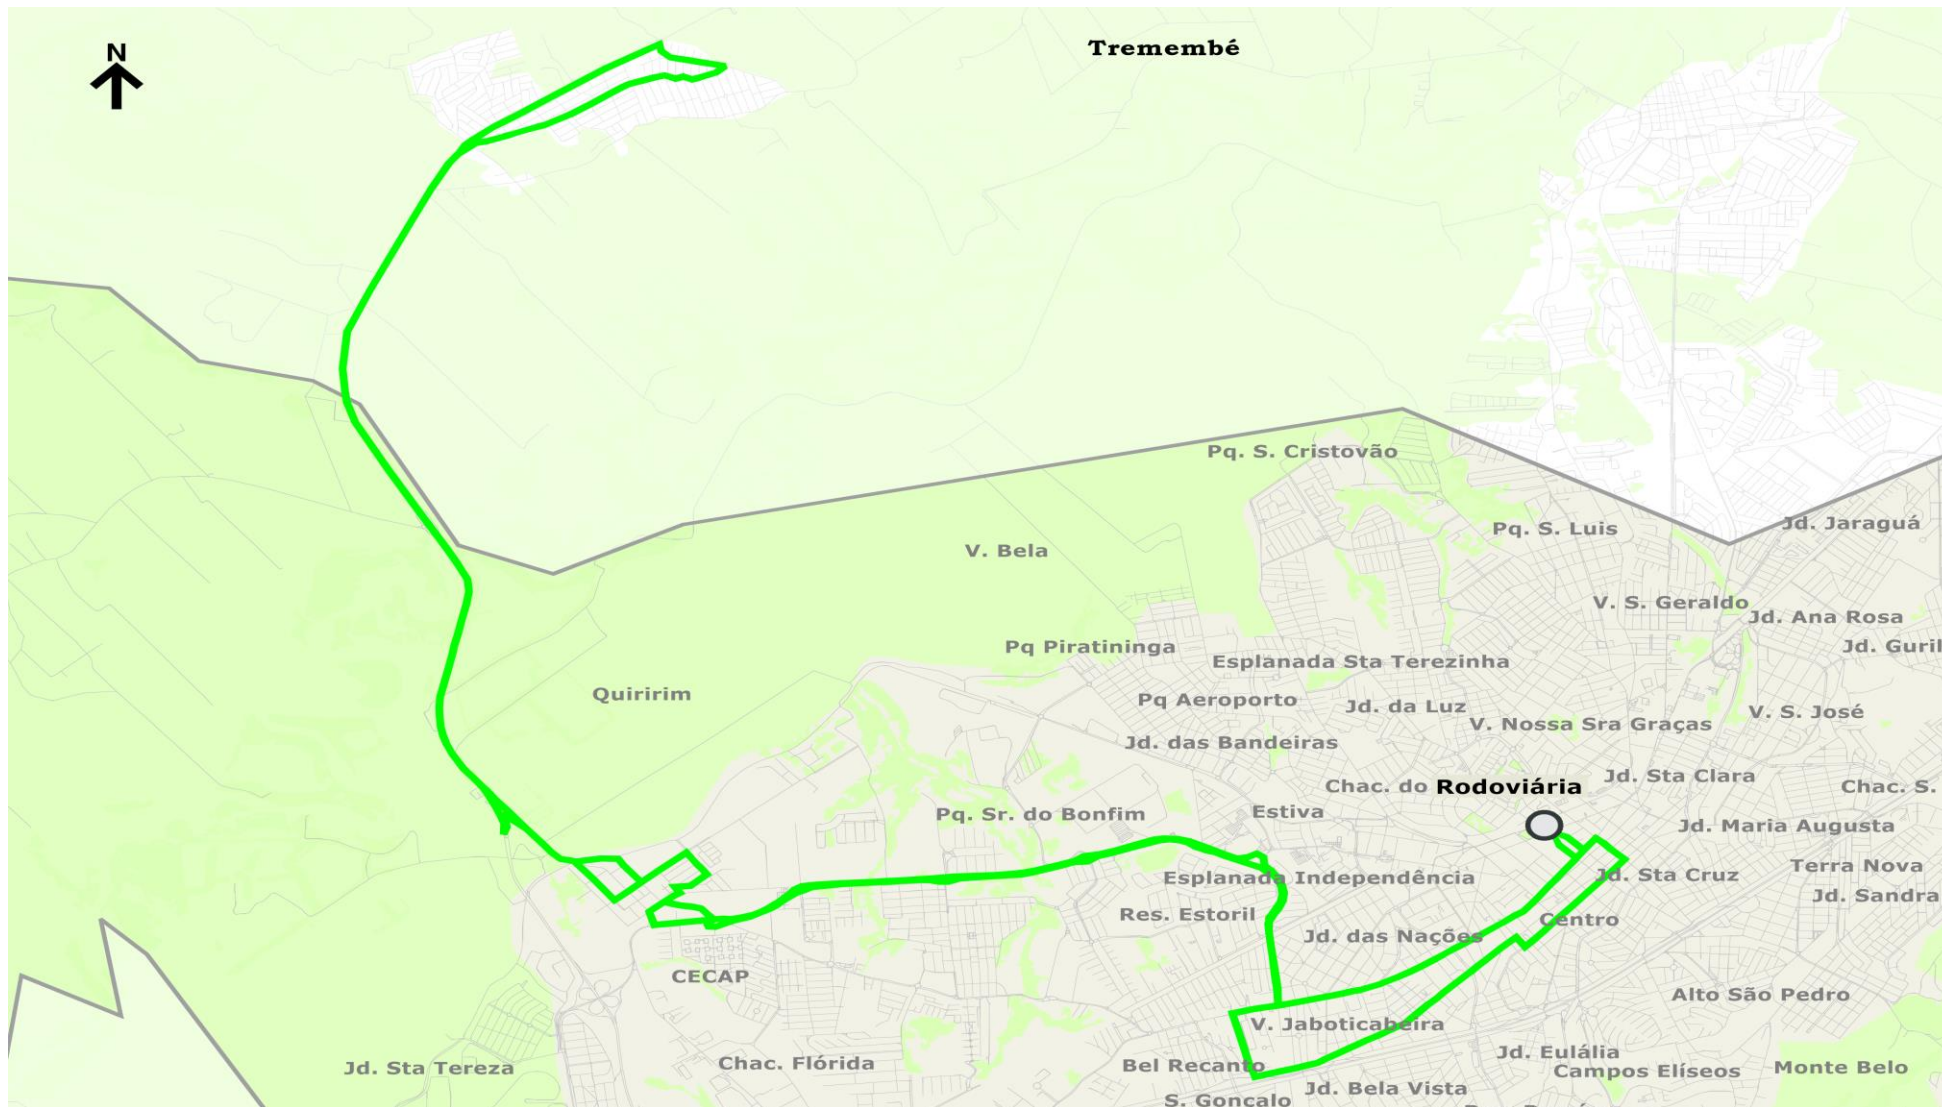 N
Tremembé
Pq. S. Cristovão
Jd. Jaraguá
Pq. S. Luis
V. Bela
V. S. Geraldo
Jd. Ana Rosa
Pq Piratininga
Jd. Guril
Esplanada Sta Terezinha
Quiririm
Pq Aeroporto
Jd. da Luz
V. S. José
V. Nossa Sra Graças
Jd. das Bandeiras
Jd. Sta Clara
Chac. do
Rodoviária
Chac. S.
Pq. Sr. do Bonfim
Estiva
Jd. Maria Augusta
Terra Nova
Esplanada Independência
Jd. Sta Cruz
Jd. Sandra
Res. Estoril
Centro
Jd. das Nações
CECAP
Alto São Pedro
V. Jaboticabeira
Jd. Eulália
Chac. Flórida
Bel Recanto
Jd. Sta Tereza
Monte Belo
Campos Elíseos
Jd. Bela Vista
S. Gonçalo